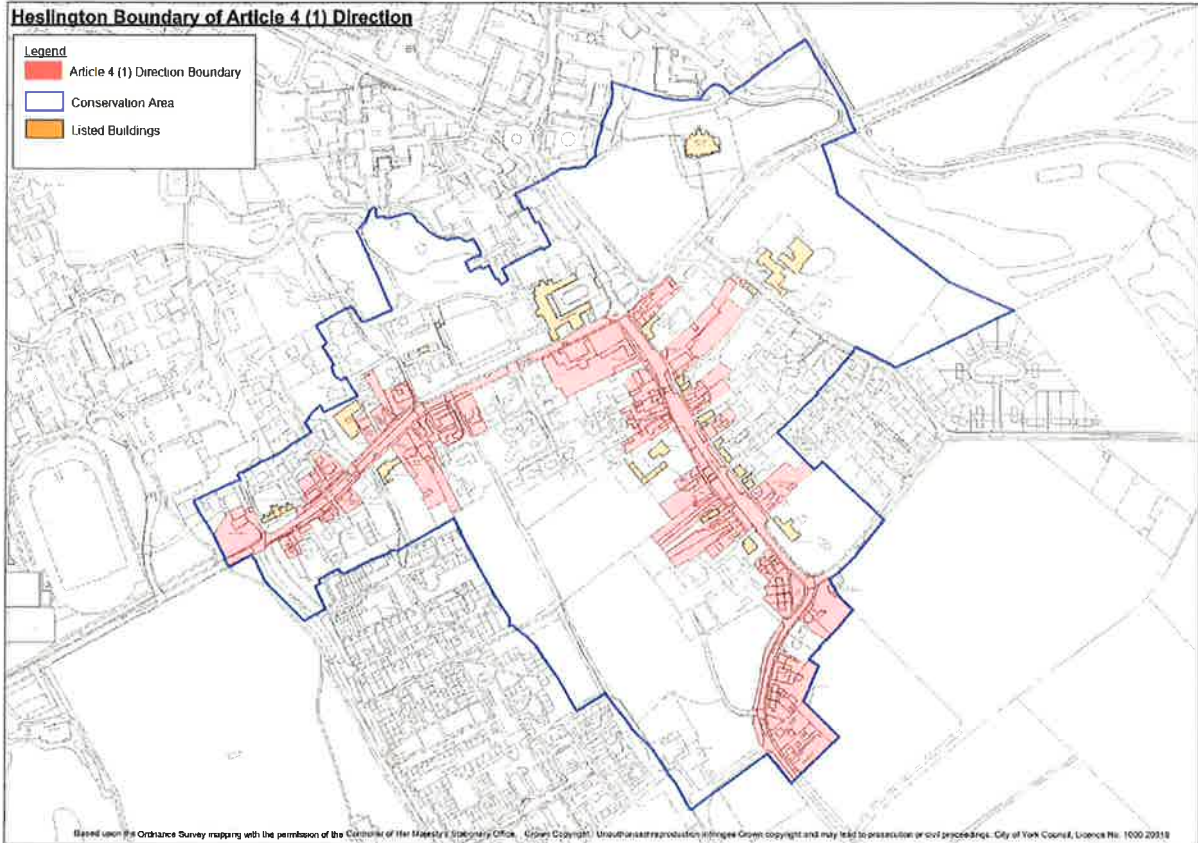 Heslington Boundary of Article 4 (1) Direction
Legend
Article 4 (1) Direction Boundary
Conservation Area
Listed Buildings
Based upon the Ordnance Survey mapping with the permission of the Controller of Her Majesty's Stationery Office. Crown Copyright. Unauthorised reproduction infringes Crown copyright and may lead to prosecution or civil proceedings. City of York Council, Licence No. 1000 20818